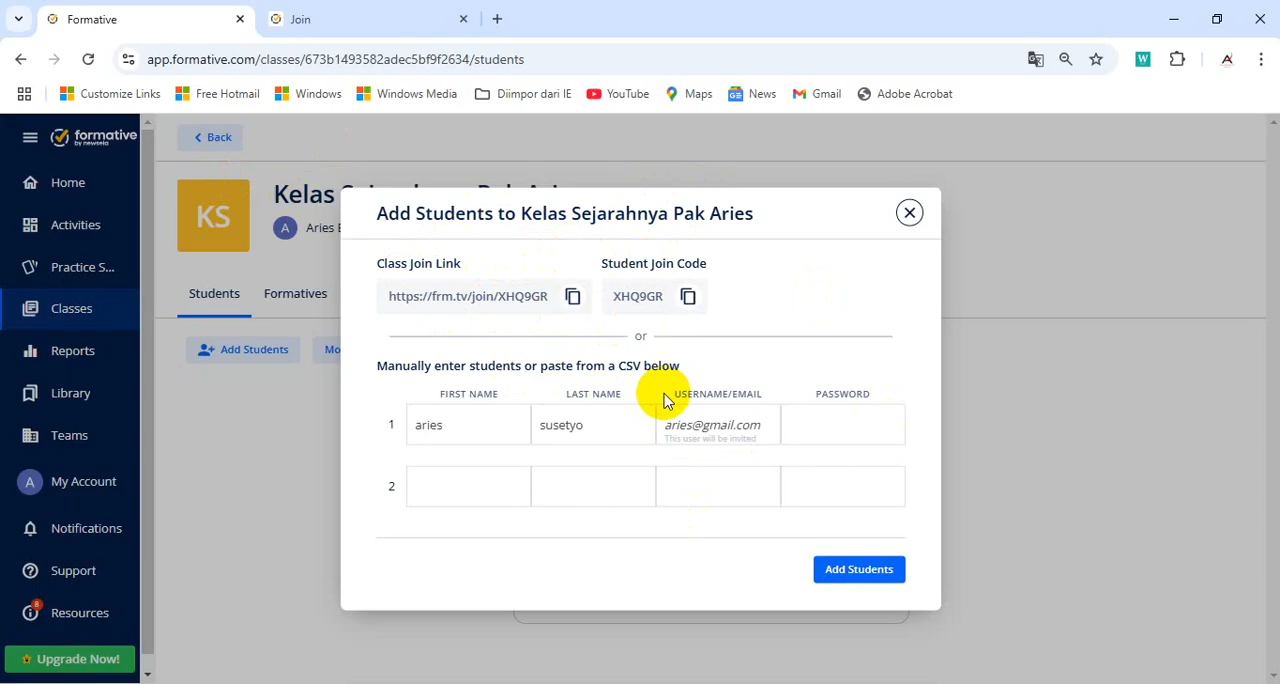 Formative
Join
app.formative.com/classes/673b1493582adec5bf9f2634/students
Customize Links
Free Hotmail
Windows
Windows Media
Diimpor dari IE
YouTube
Maps
News
Gmail
Adobe Acrobat
formative
by newsela
Home
Activities
Practice S...
Classes
Reports
Library
Teams
A My Account
Notifications
Support
8
Resources
Upgrade Now!
Back
KS
Kelas
A Aries
Students
Formatives
Add Students
Mo
Add Students to Kelas Sejarahnya Pak Aries
Class Join Link
Student Join Code
https://frm.tv/join/XHQ9GR
XHQ9GR
or
Manually enter students or paste from a CSV below
FIRST NAME LAST NAME USERNAME/EMAIL PASSWORD
1 aries susetyo aries@gmail.com
This user will be invited
2
Add Students